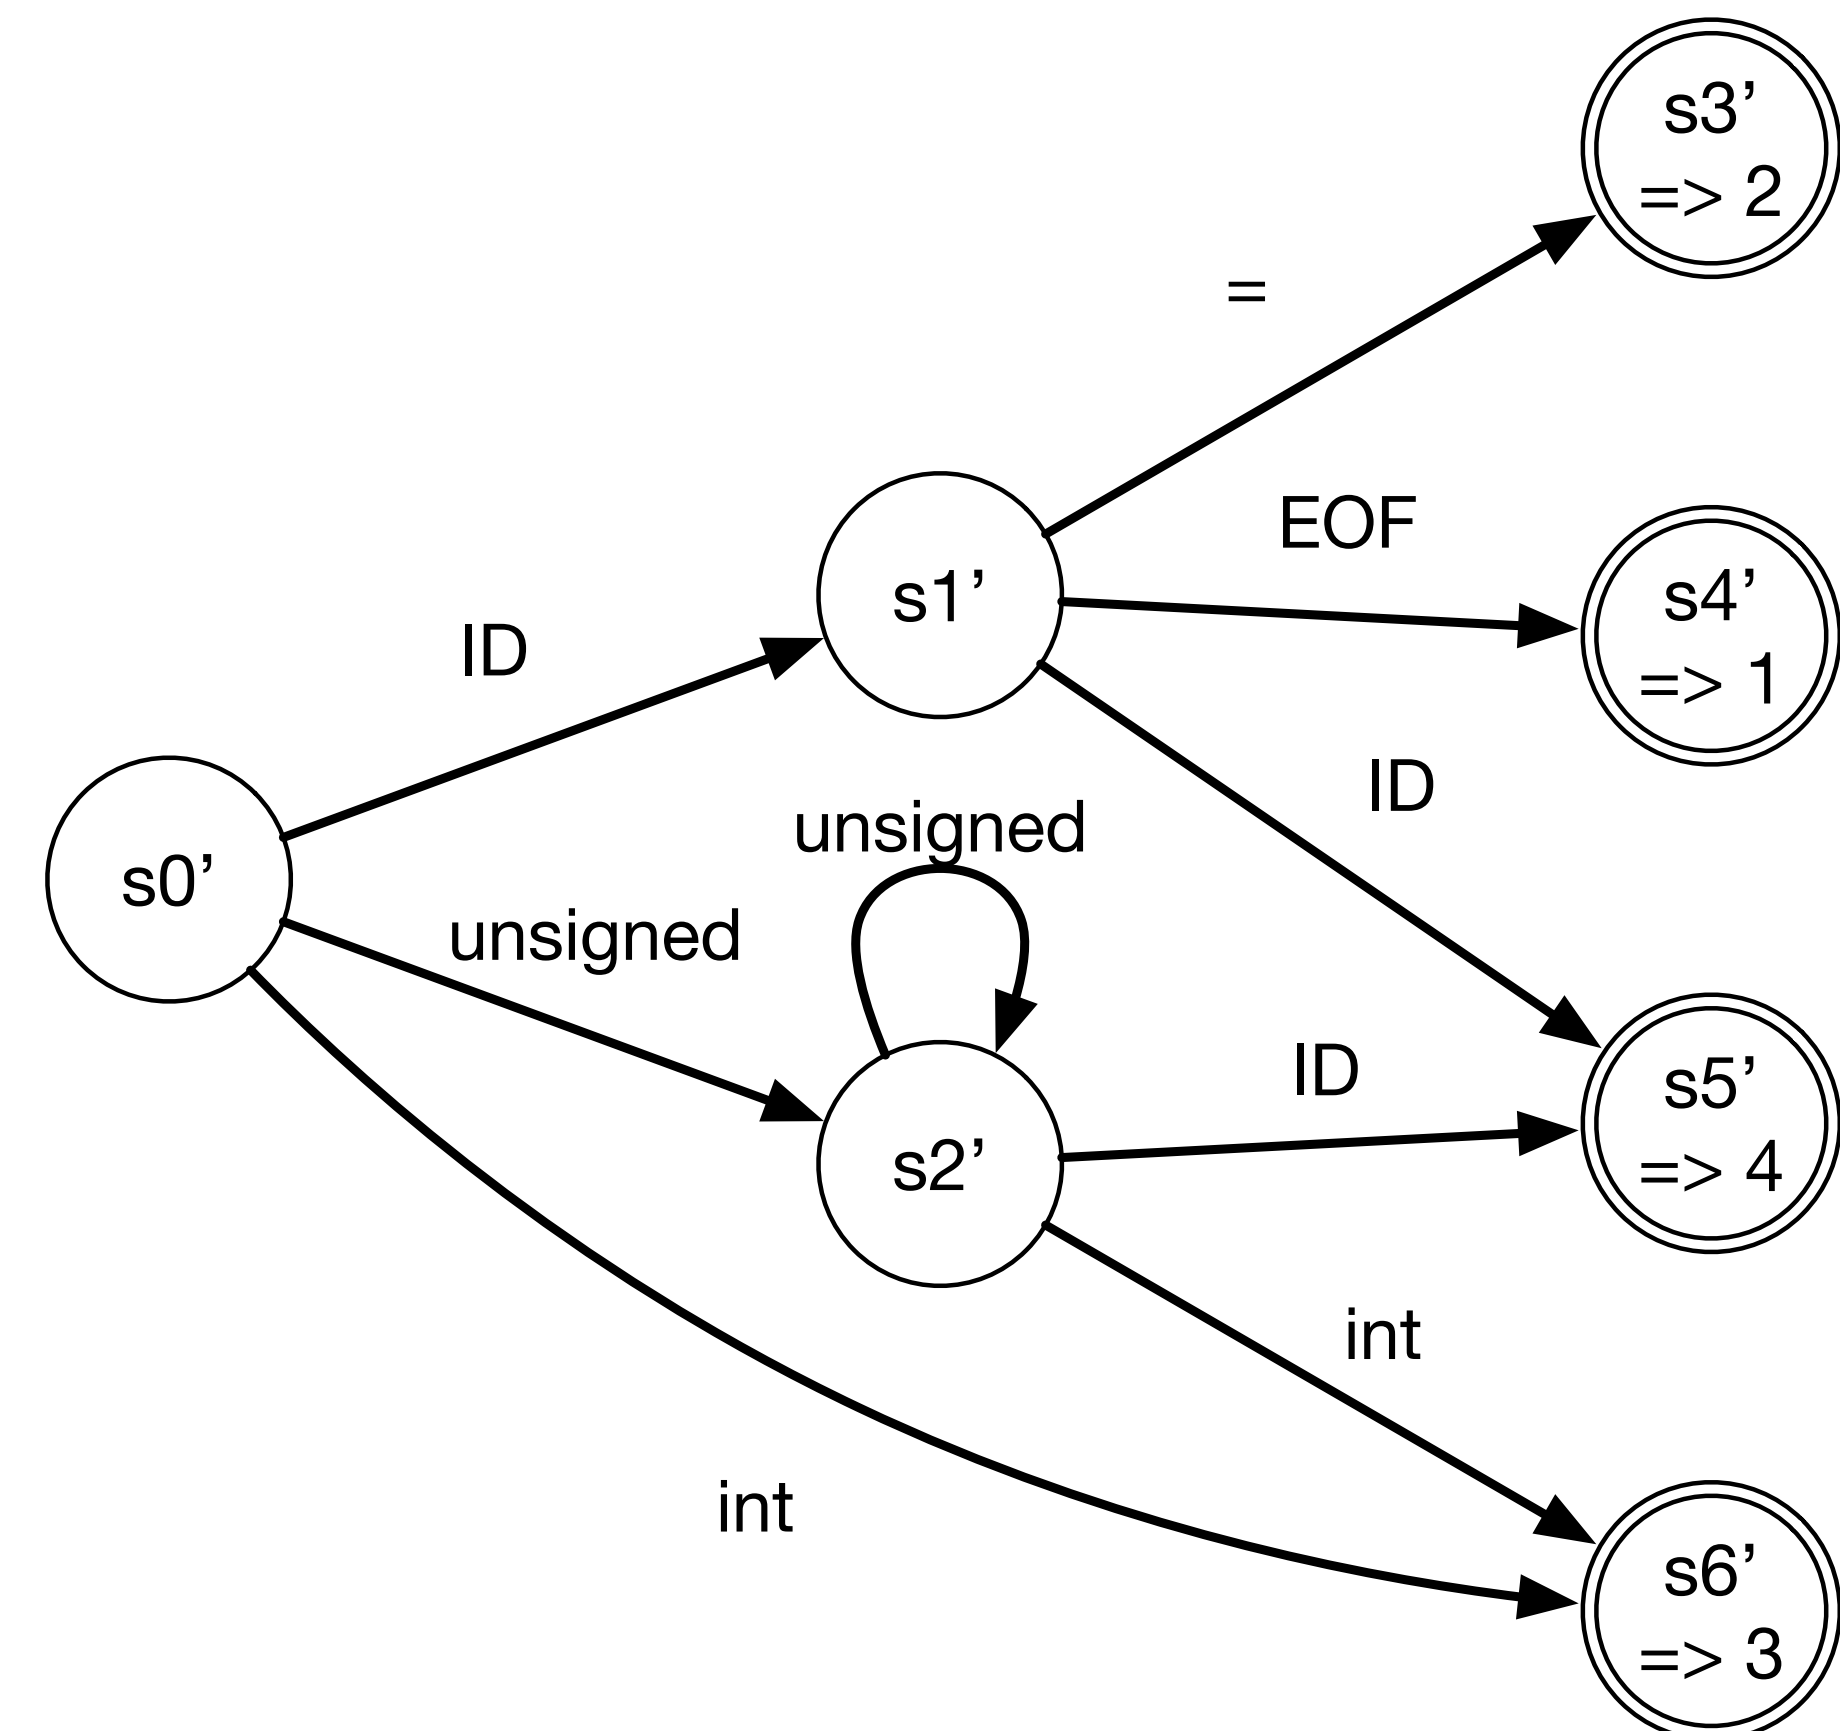 s3’
=> 2
=
EOF
s1’
s4’
=> 1
ID
ID
unsigned
s0’
unsigned
s5’
=> 4
ID
s2’
int
int
s6’
=> 3